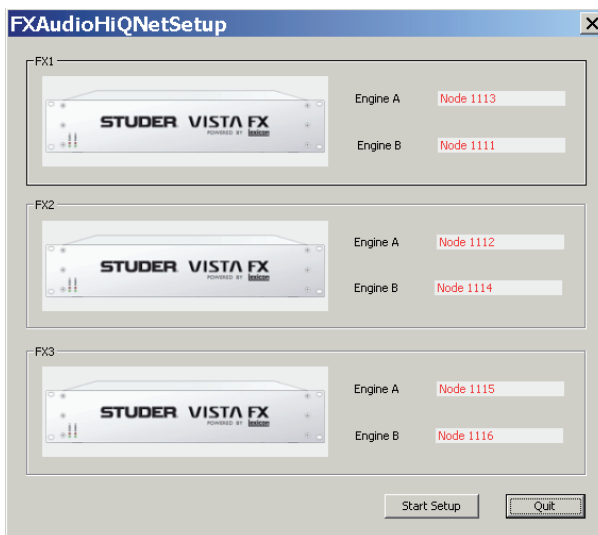 FXAudioHiQNetSetup
FX1
STUDER VISTA FX
POWERED BY lexicon
Engine A Node 1113
Engine B Node 1111
FX2
STUDER VISTA FX
POWERED BY lexicon
Engine A Node 1112
Engine B Node 1114
FX3
STUDER VISTA FX
POWERED BY lexicon
Engine A Node 1115
Engine B Node 1116
Start Setup Quit